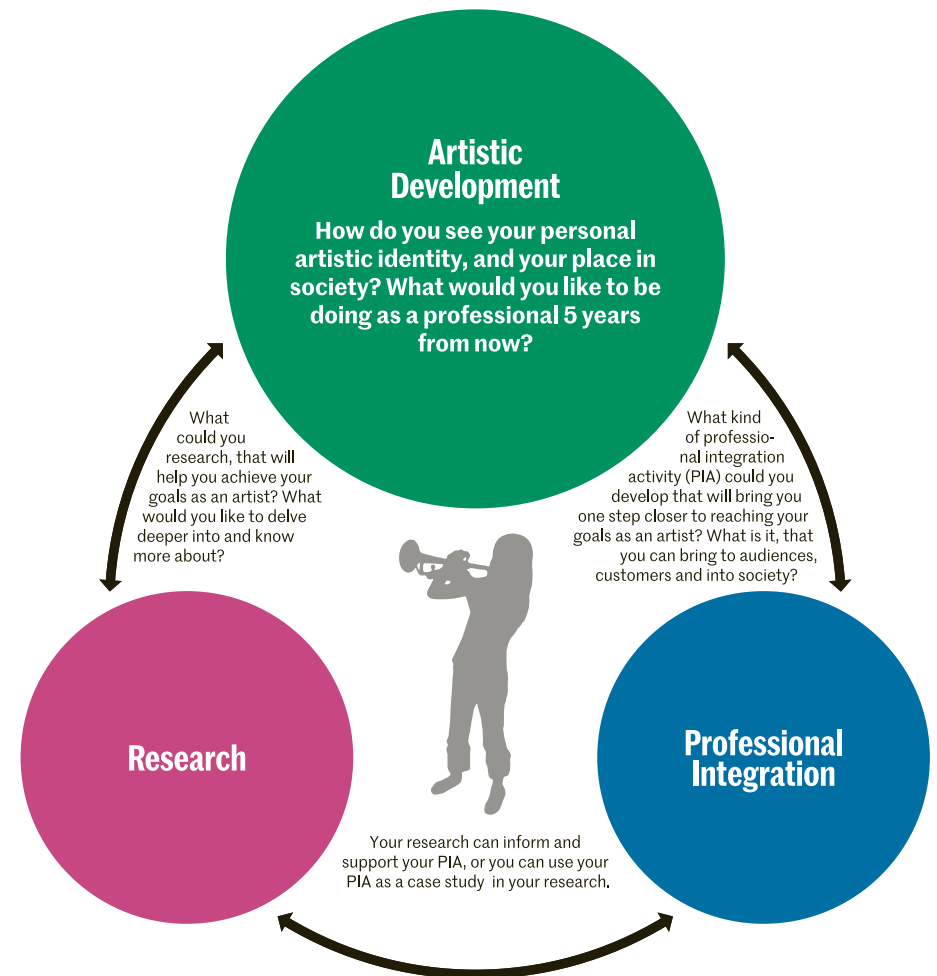 Artistic
Development
How do you see your personal
artistic identity, and your place in
society? What would you like to be
doing as a professional 5 years
from now?
What
could you
research, that will
help you achieve your
goals as an artist? What
would you like to delve
deeper into and know
more about?
What kind
of professio-
nal integration
activity (PIA) could you
develop that will bring you
one step closer to reaching your
goals as an artist? What is it, that
you can bring to audiences,
customers and into society?
Research
Professional
Integration
Your research can inform and
support your PIA, or you can use your
PIA as a case study in your research.